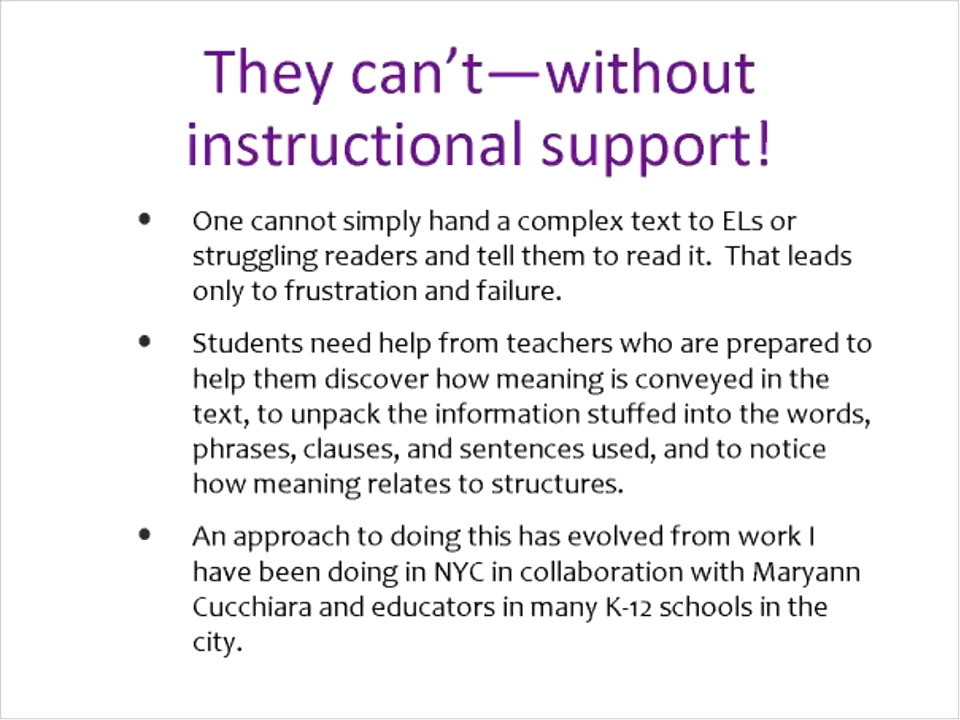 They can’t—without
instructional support!
• One cannot simply hand a complex text to ELs or
struggling readers and tell them to read it.  That leads
only to frustration and failure.
• Students need help from teachers who are prepared to
help them discover how meaning is conveyed in the
text, to unpack the information stuffed into the words,
phrases, clauses, and sentences used, and to notice
how meaning relates to structures.
• An approach to doing this has evolved from work I
have been doing in NYC in collaboration with Maryann
Cucchiara and educators in many K-12 schools in the
city.